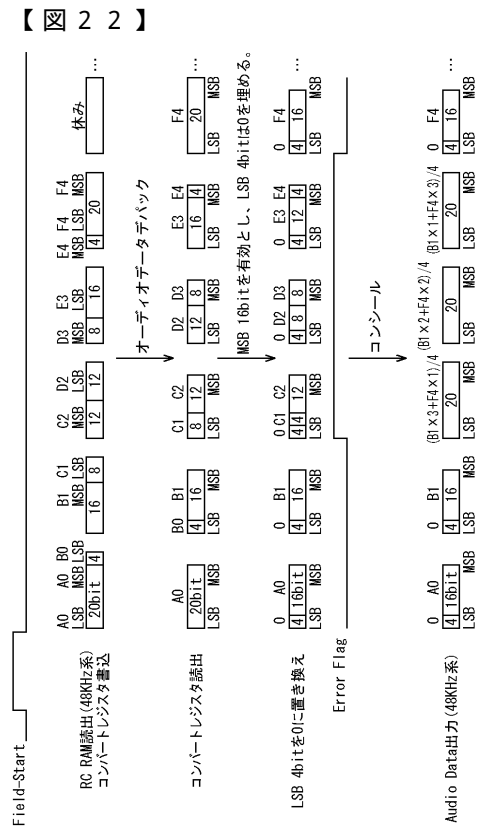 【図22】
Field-Start
A0 A0 B0 B1 C1 C2 D2 D3 E3 E4 F4 F4 休み
LSB MSB LSB MSB LSB MSB LSB MSB LSB MSB LSB MSB
RC RAM読出(48KHz系)
コンバートレジスタ書込
20bit 4 16 8 12 12 8 16 4 20 …
オーディオデータデパック
A0 B0 B1 C1 C2 D2 D3 E3 E4 F4
コンバートレジスタ読出 20bit 4 16 8 12 12 8 16 4 20 …
LSB MSB LSB MSB LSB MSB LSB MSB LSB MSB LSB MSB
MSB 16bitを有効とし、LSB 4bitは0を埋める。
0 A0 0 B1 0 C1 C2 0 D2 D3 0 E3 E4 0 F4
LSB 4bitを0に置き換え 4 16bit 4 16 4 4 12 4 8 8 4 12 4 4 16 …
LSB MSB LSB MSB LSB MSB LSB MSB LSB MSB LSB MSB
Error Flag
コンシール
0 A0 0 B1 (B1×3+F4×1)/4 (B1×2+F4×2)/4 (B1×1+F4×3)/4 0 F4
Audio Data出力(48KHz系) 4 16bit 4 16 20 20 20 4 16 …
LSB MSB LSB MSB LSB MSB LSB MSB LSB MSB LSB MSB